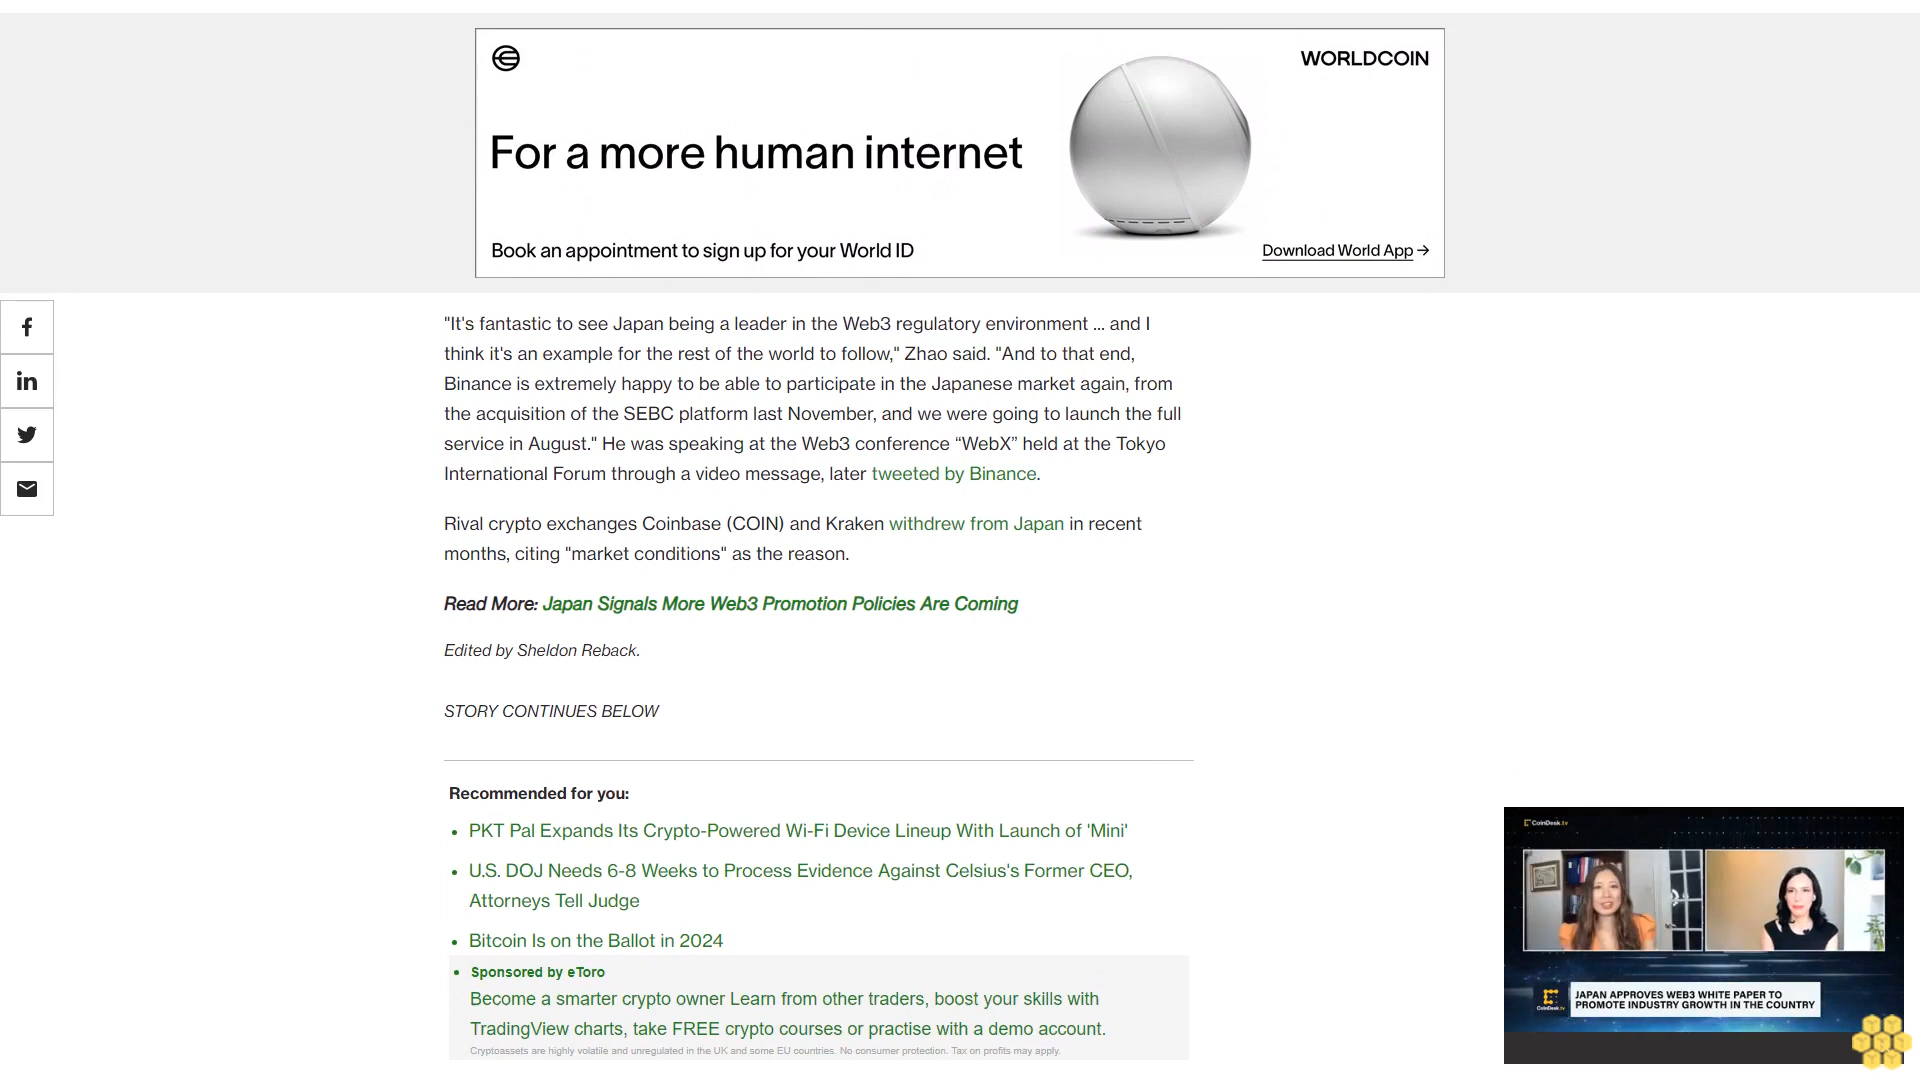 WORLDCOIN
For a more human internet
Book an appointment to sign up for your World ID
Download World App →
"It's fantastic to see Japan being a leader in the Web3 regulatory environment ... and I
think it's an example for the rest of the world to follow," Zhao said. "And to that end,
Binance is extremely happy to be able to participate in the Japanese market again, from
the acquisition of the SEBC platform last November, and we were going to launch the full
service in August." He was speaking at the Web3 conference “WebX” held at the Tokyo
International Forum through a video message, later tweeted by Binance.
Rival crypto exchanges Coinbase (COIN) and Kraken withdrew from Japan in recent
months, citing "market conditions" as the reason.
Read More: Japan Signals More Web3 Promotion Policies Are Coming
Edited by Sheldon Reback.
STORY CONTINUES BELOW
Recommended for you:
• PKT Pal Expands Its Crypto-Powered Wi-Fi Device Lineup With Launch of 'Mini'
• U.S. DOJ Needs 6-8 Weeks to Process Evidence Against Celsius's Former CEO,
Attorneys Tell Judge
• Bitcoin Is on the Ballot in 2024
• Sponsored by eToro
Become a smarter crypto owner Learn from other traders, boost your skills with
TradingView charts, take FREE crypto courses or practise with a demo account.
Cryptoassets are highly volatile and unregulated in the UK and some EU countries. No consumer protection. Tax on profits may apply.
CoinDesk.tv
JAPAN APPROVES WEB3 WHITE PAPER TO
PROMOTE INDUSTRY GROWTH IN THE COUNTRY
CoinDesk.tv